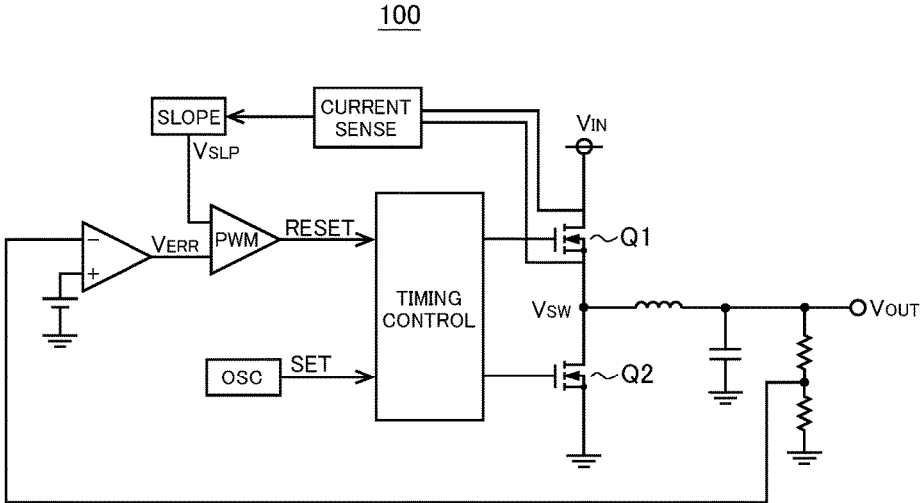 100
CURRENT
SENSE
SLOPE
VIN
VSLP
RESET
PWM
Q1
−
VERR
+
TIMING
CONTROL
VSW
VOUT
SET
OSC
Q2